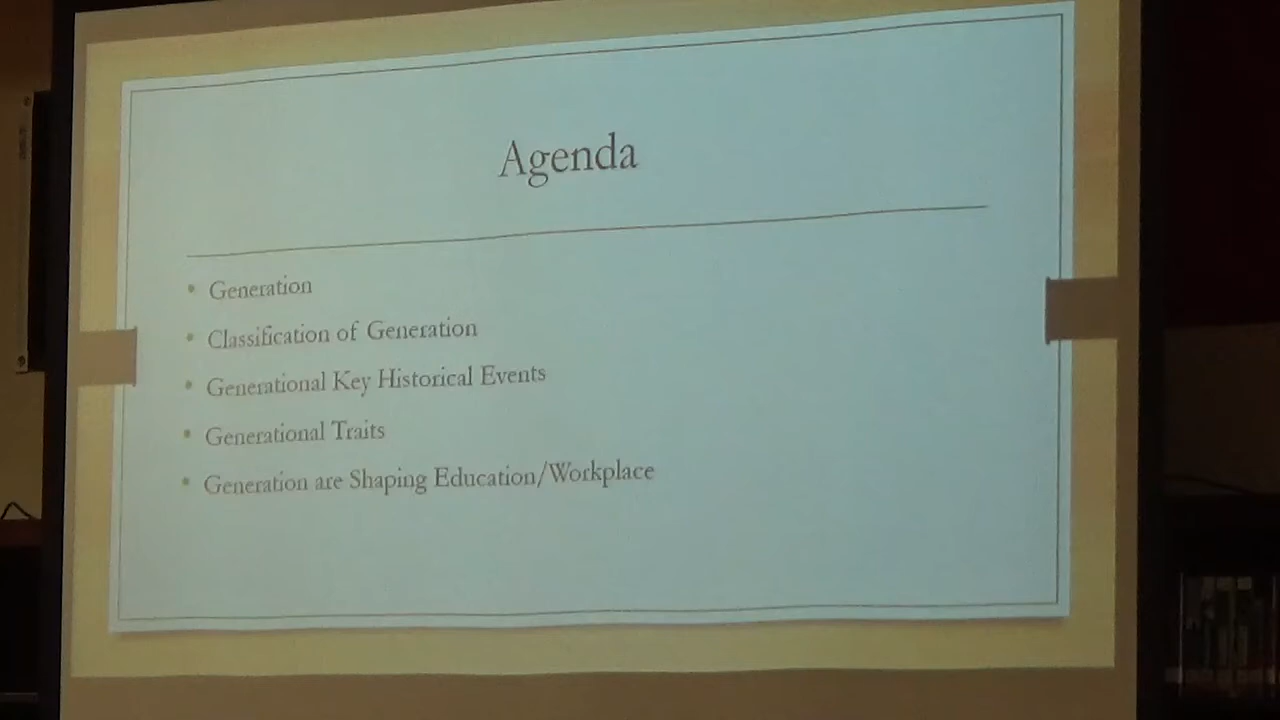 Agenda
• Generation
• Classification of Generation
• Generational Key Historical Events
• Generational Traits
• Generation are Shaping Education/Workplace